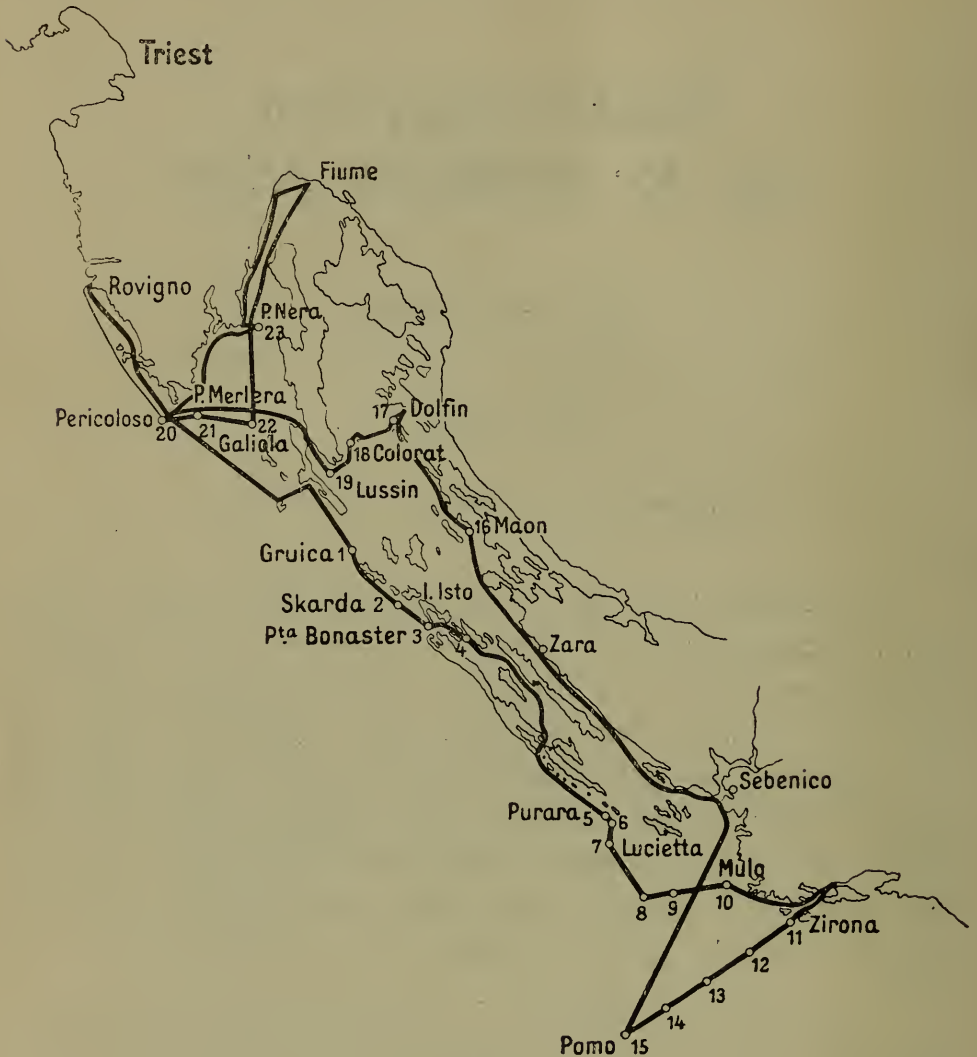 Triest
Fiume
Rovigno
P.Nera
23
P.Merlera
Pericoloso
20
21
22
Galiola
17
Dolfin
18 Colorat
19
Lussin
16 Maon
Gruica 1
I. Isto
Skarda 2
Pta Bonaster 3
4
Zara
Sebenico
Purara 5
6
7
Lucietta
Mula
8
9
10
Zirona
11
12
13
14
Pomo 15